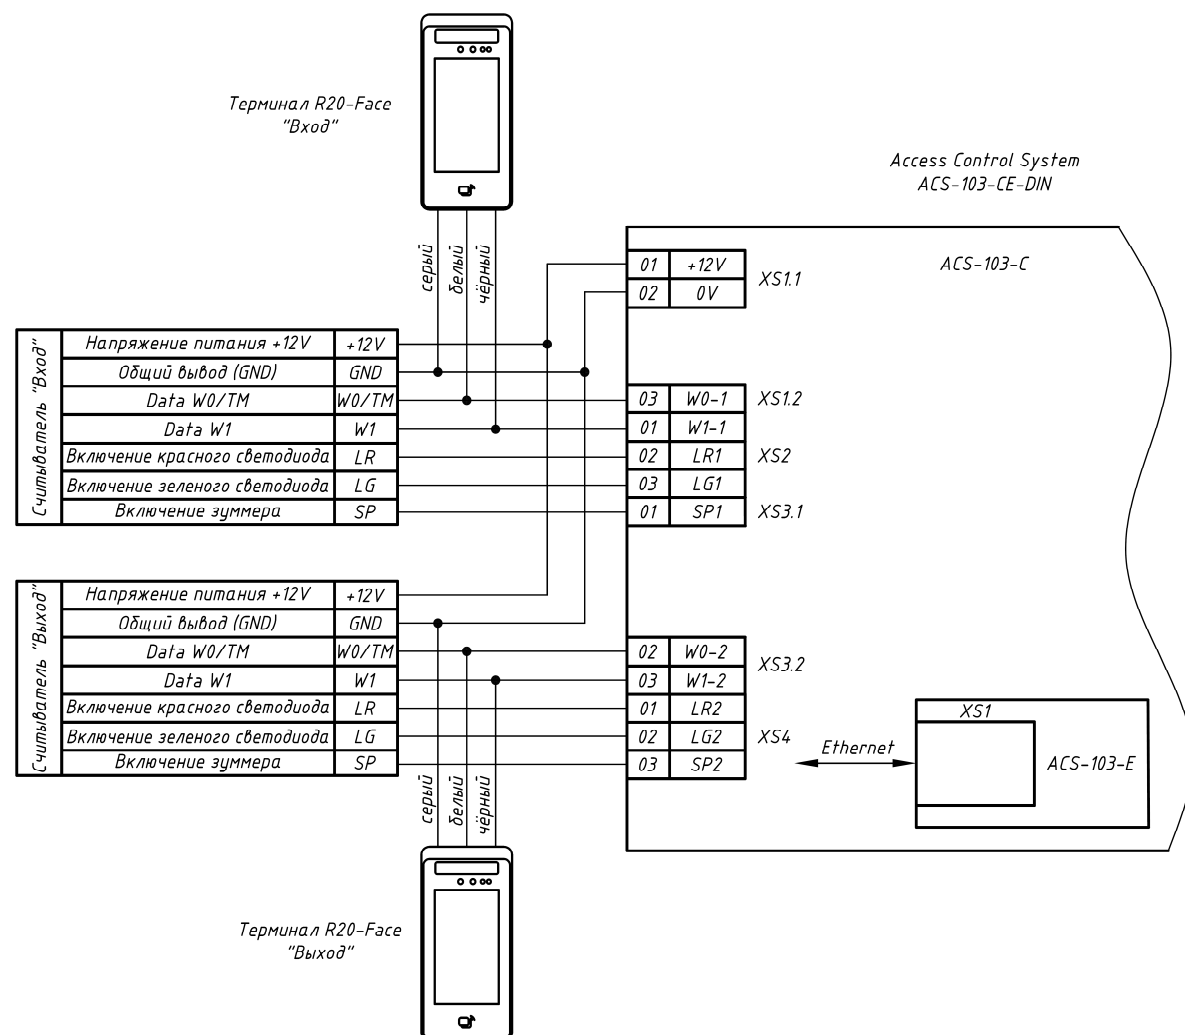 Терминал R20-Face
"Вход"
Access Control System
ACS-103-CE-DIN
серый
белый
чёрный
01 +12V
02 0V
XS1.1
ACS-103-C
Считыватель "Вход"
Напряжение питания +12V +12V
Общий вывод (GND) GND
Data W0/TM W0/TM
Data W1 W1
Включение красного светодиода LR
Включение зеленого светодиода LG
Включение зуммера SP
03 W0-1 XS1.2
01 W1-1
02 LR1 XS2
03 LG1
01 SP1 XS3.1
Считыватель "Выход"
Напряжение питания +12V +12V
Общий вывод (GND) GND
Data W0/TM W0/TM
Data W1 W1
Включение красного светодиода LR
Включение зеленого светодиода LG
Включение зуммера SP
02 W0-2
XS3.2
03 W1-2
01 LR2
02 LG2 XS4
03 SP2
Ethernet
XS1
ACS-103-E
серый
белый
чёрный
Терминал R20-Face
"Выход"